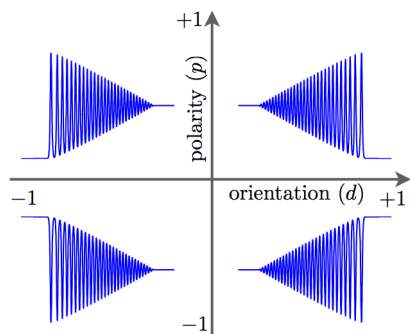 +1
polarity (p)
orientation (d)
−1
+1
−1